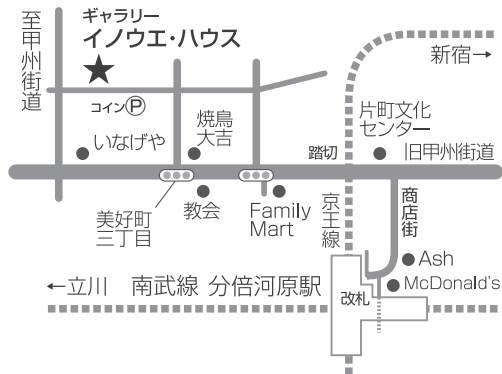 至甲州街道
ギャラリー
イノウエ・ハウス
新宿→
コインⓅ
いなげや
焼鳥
大吉
踏切
片町文化
センター
旧甲州街道
美好町
三丁目
教会
Family
Mart
京王線
商店街
Ash
McDonald's
←立川 南武線 分倍河原駅
改札